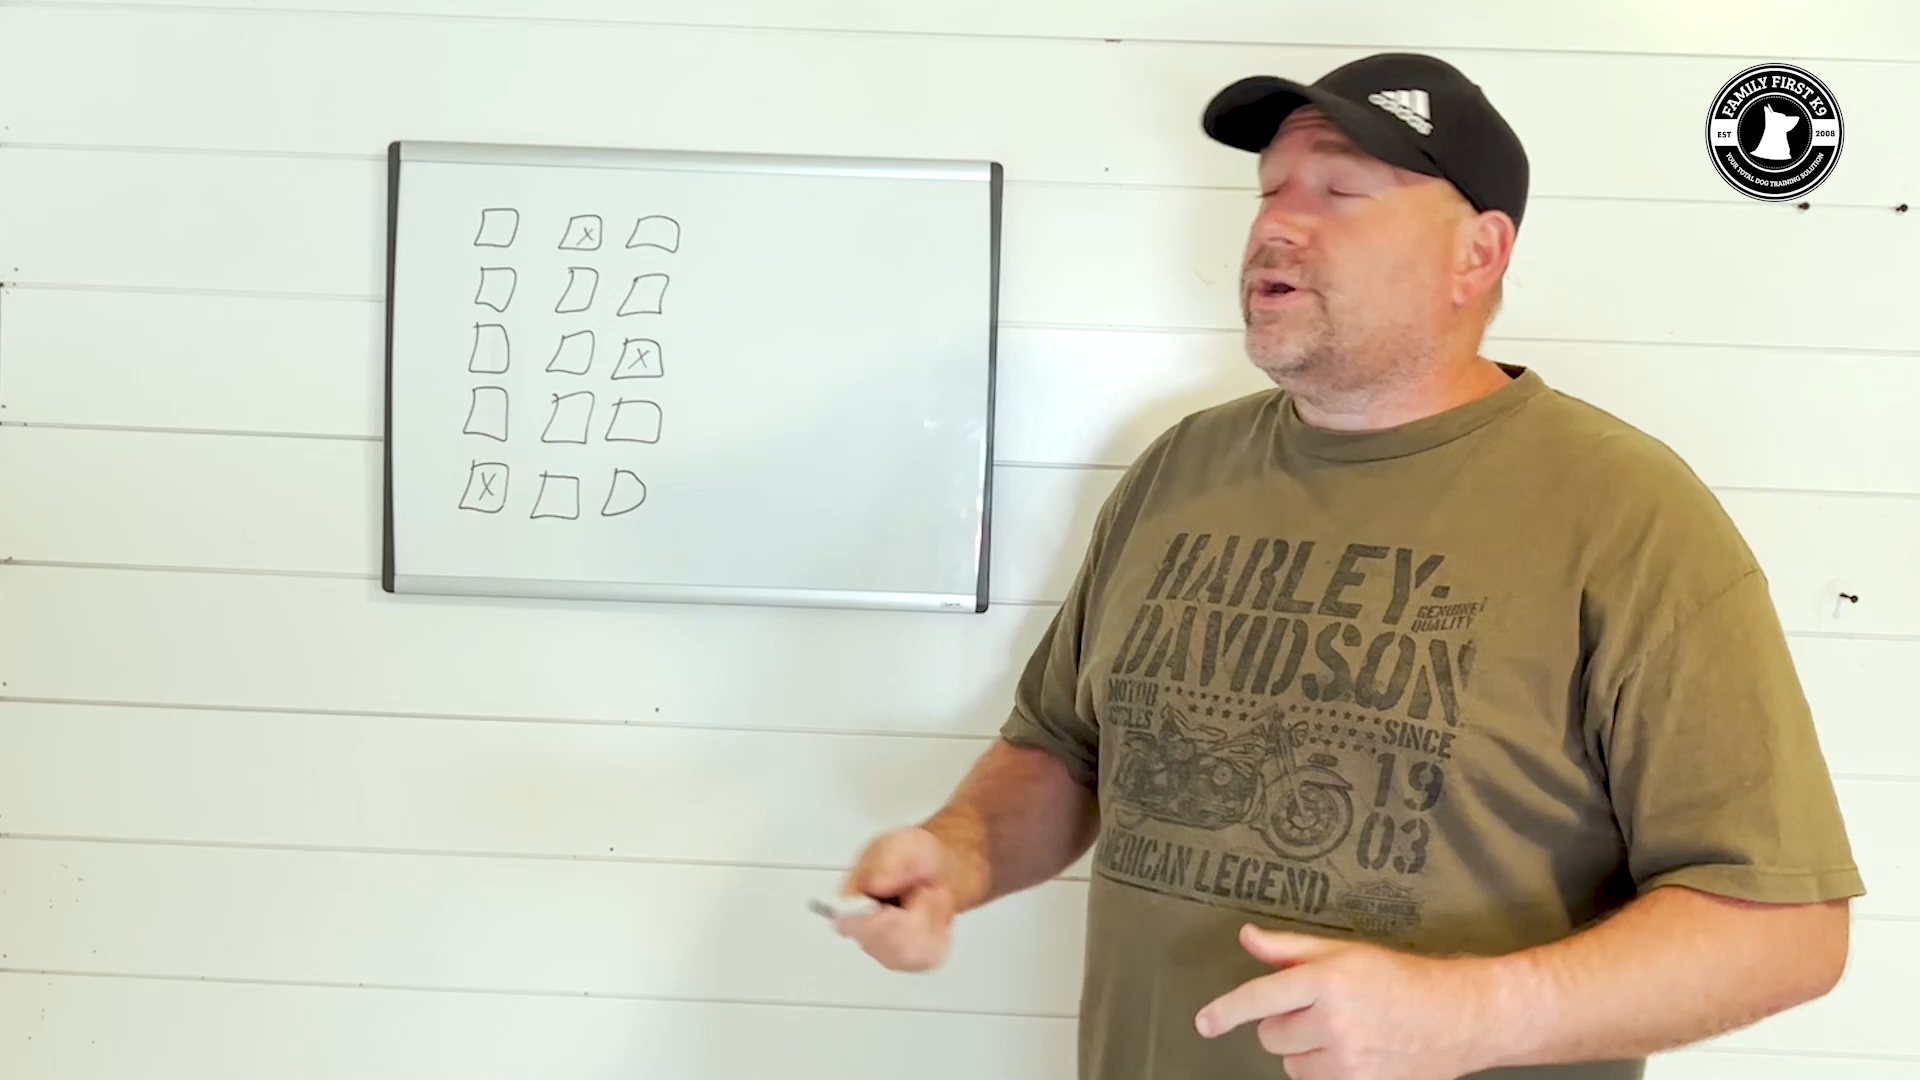 adidas
FAMILY FIRST K9
EST 2008
YOUR TOTAL DOG TRAINING SOLUTION
X
X
X
HARLEY-
DAVIDSON
GENUINE
QUALITY
MOTOR
CYCLES
SINCE
19
03
AMERICAN LEGEND